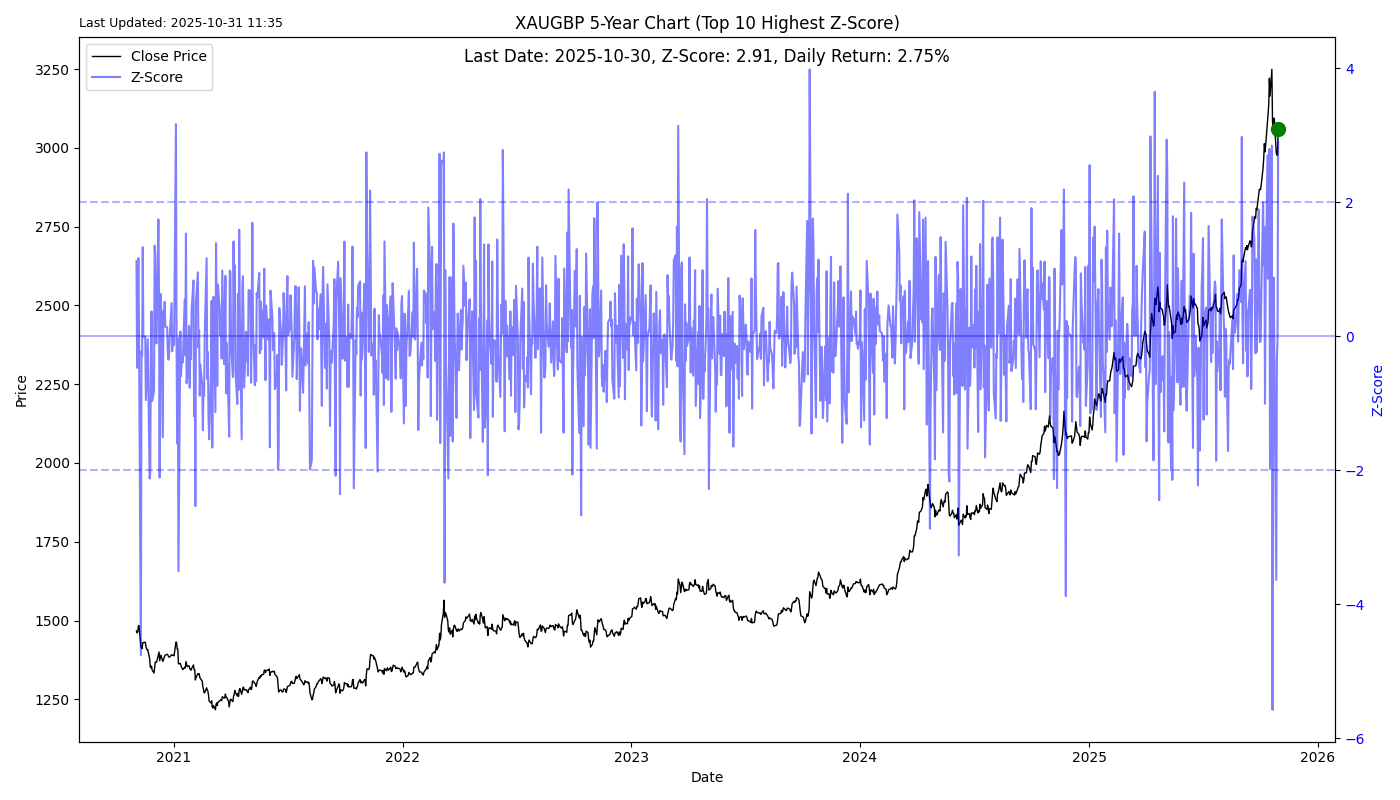 Last Updated: 2025-10-31 11:35
XAUGBP 5-Year Chart (Top 10 Highest Z-Score)
Last Date: 2025-10-30, Z-Score: 2.91, Daily Return: 2.75%
Close Price
Z-Score
3250
3000
2750
2500
2250
2000
1750
1500
1250
Price
4
2
0
−2
−4
−6
Z-Score
2021
2022
2023
2024
2025
2026
Date